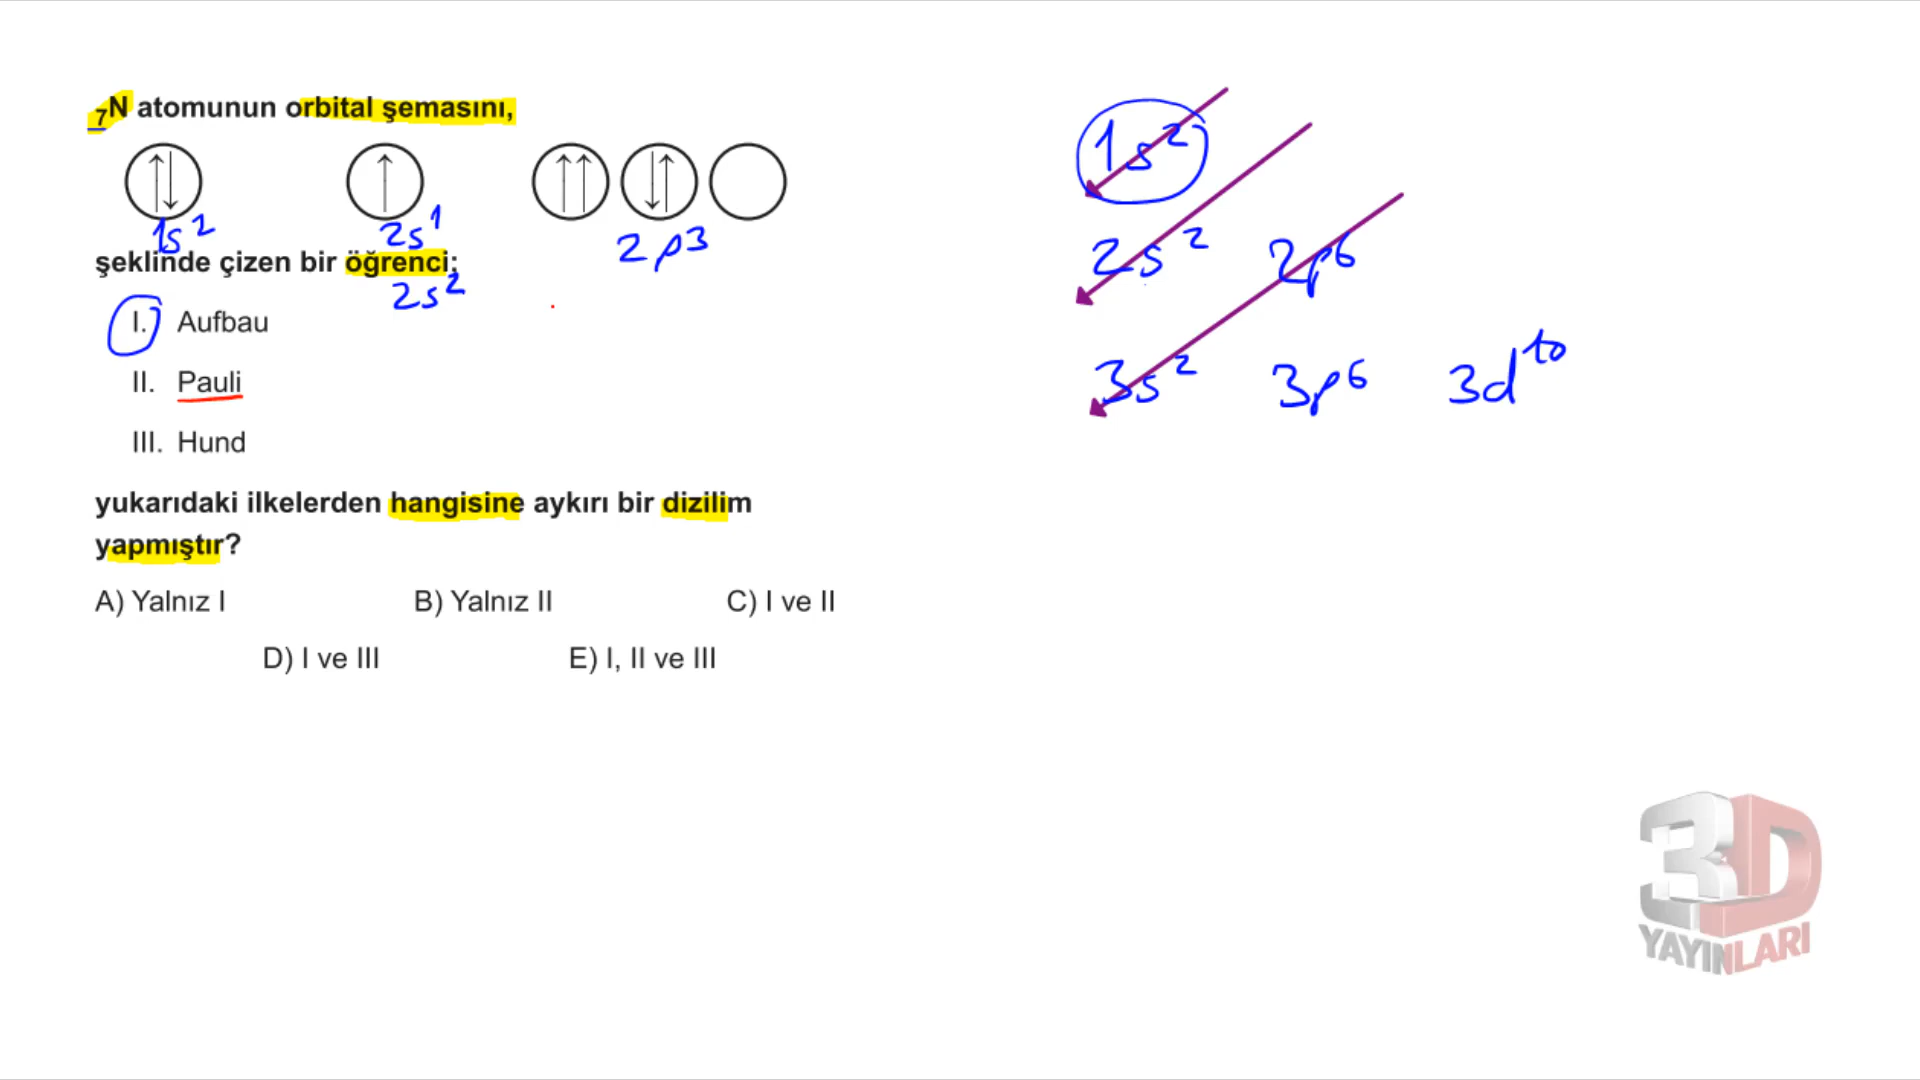 ₇N atomunun orbital şemasını,
1s² 2s¹ 2p³
şeklinde çizen bir öğrenci;
2s²
I. Aufbau
II. Pauli
III. Hund
yukarıdaki ilkelerden hangisine aykırı bir dizilim
yapmıştır?
A) Yalnız I B) Yalnız II C) I ve II
D) I ve III E) I, II ve III
1s²
2s² 2p⁶
3s² 3p⁶ 3d¹⁰
3D
YAYINLARI